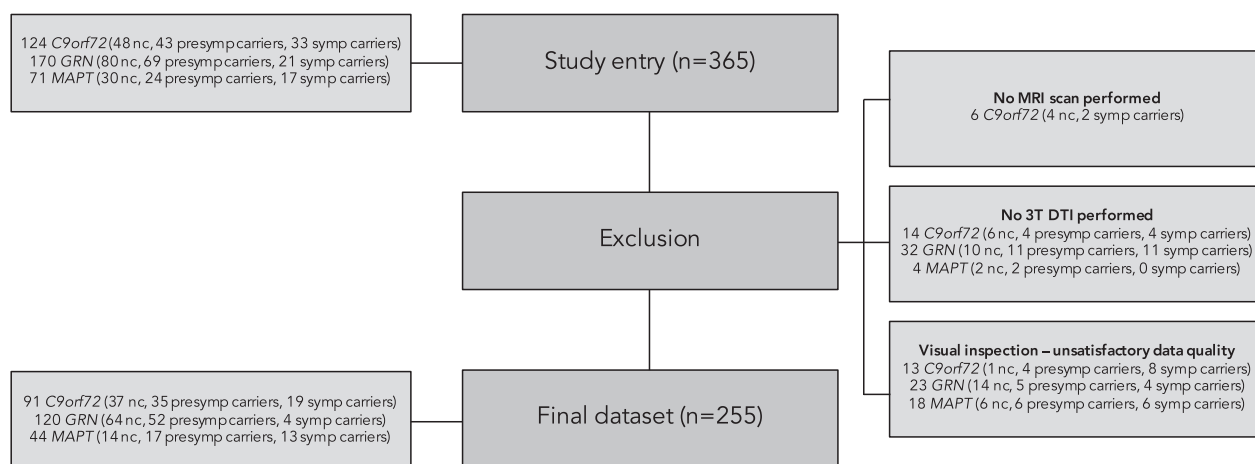 124 C9orf72 (48 nc, 43 presymp carriers, 33 symp carriers)
170 GRN (80 nc, 69 presymp carriers, 21 symp carriers)
71 MAPT (30 nc, 24 presymp carriers, 17 symp carriers)
Study entry (n=365)
No MRI scan performed
6 C9orf72 (4 nc, 2 symp carriers)
Exclusion
No 3T DTI performed
14 C9orf72 (6 nc, 4 presymp carriers, 4 symp carriers)
32 GRN (10 nc, 11 presymp carriers, 11 symp carriers)
4 MAPT (2 nc, 2 presymp carriers, 0 symp carriers)
Visual inspection – unsatisfactory data quality
13 C9orf72 (1 nc, 4 presymp carriers, 8 symp carriers)
23 GRN (14 nc, 5 presymp carriers, 4 symp carriers)
18 MAPT (6 nc, 6 presymp carriers, 6 symp carriers)
91 C9orf72 (37 nc, 35 presymp carriers, 19 symp carriers)
120 GRN (64 nc, 52 presymp carriers, 4 symp carriers)
44 MAPT (14 nc, 17 presymp carriers, 13 symp carriers)
Final dataset (n=255)